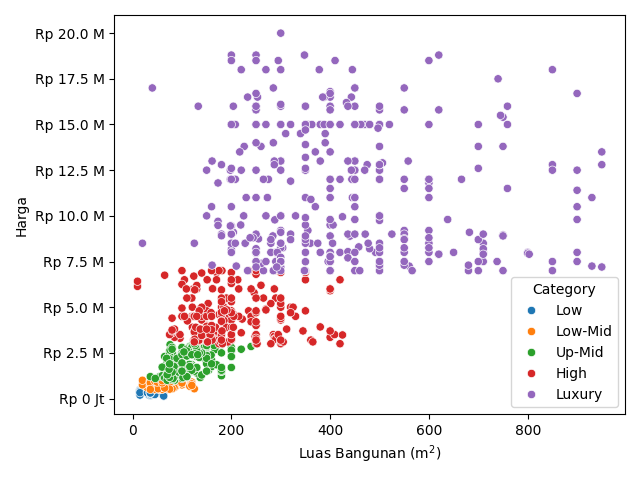 Harga
Rp 20.0 M
Rp 17.5 M
Rp 15.0 M
Rp 12.5 M
Rp 10.0 M
Rp 7.5 M
Rp 5.0 M
Rp 2.5 M
Rp 0 Jt
0
200
400
600
800
Luas Bangunan (m²)
Category
Low
Low-Mid
Up-Mid
High
Luxury